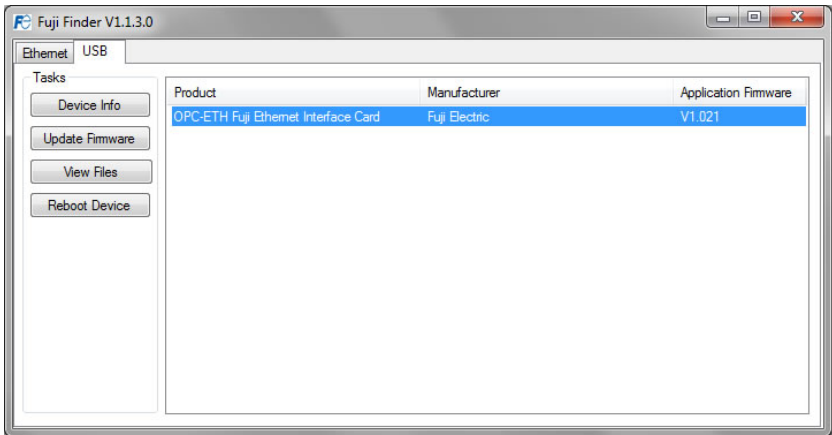 Fuji Finder V1.1.3.0
Ethernet USB
Tasks
Device Info
Update Firmware
View Files
Reboot Device
Product Manufacturer Application Firmware
OPC-ETH Fuji Ethernet Interface Card Fuji Electric V1.021